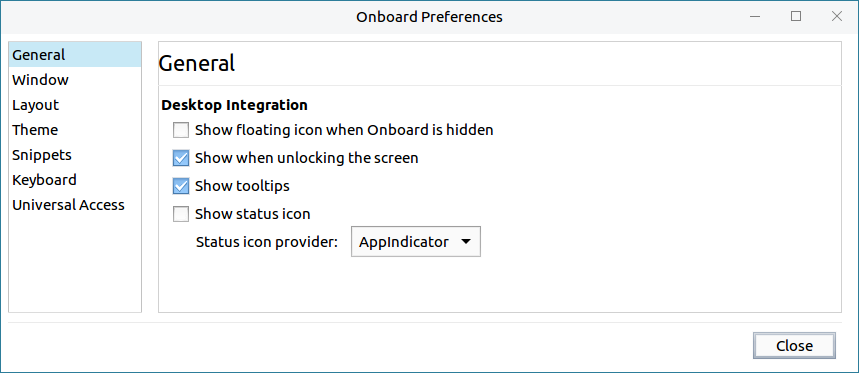 Onboard Preferences
General
Window
Layout
Theme
Snippets
Keyboard
Universal Access
General
Desktop Integration
Show floating icon when Onboard is hidden
Show when unlocking the screen
Show tooltips
Show status icon
Status icon provider: AppIndicator
Close